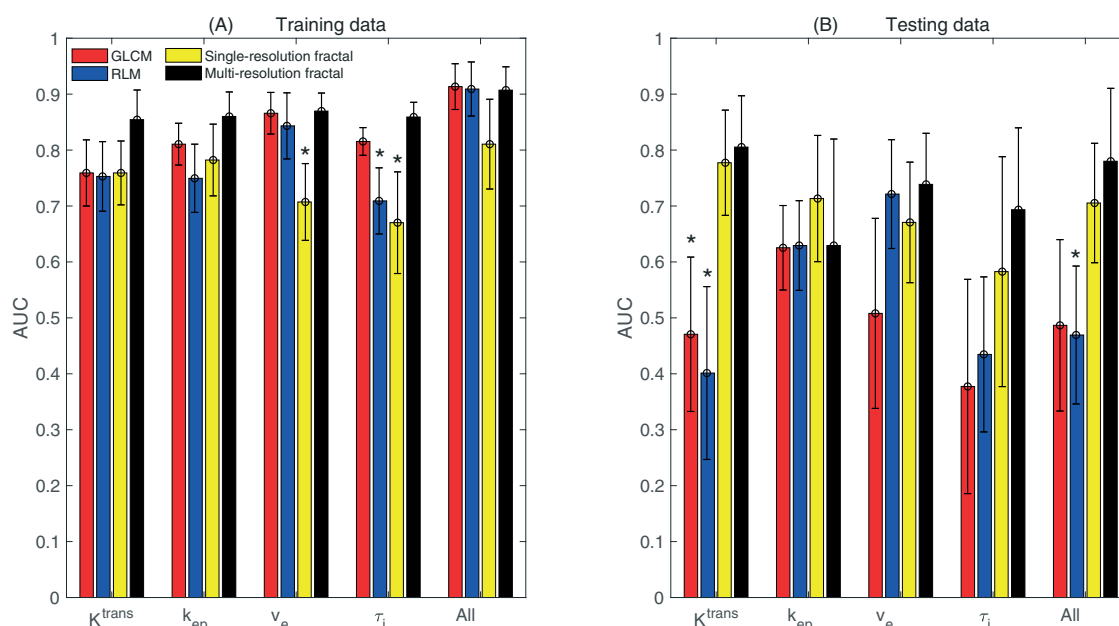 (A) Training data
GLCM
RLM
Single-resolution fractal
Multi-resolution fractal
AUC
1
0.9
0.8
0.7
0.6
0.5
0.4
0.3
0.2
0.1
0
*
*
*
K^trans
k_ep
v_e
τ_i
All
(B) Testing data
AUC
1
0.9
0.8
0.7
0.6
0.5
0.4
0.3
0.2
0.1
0
*
*
*
K^trans
k_ep
v_e
τ_i
All